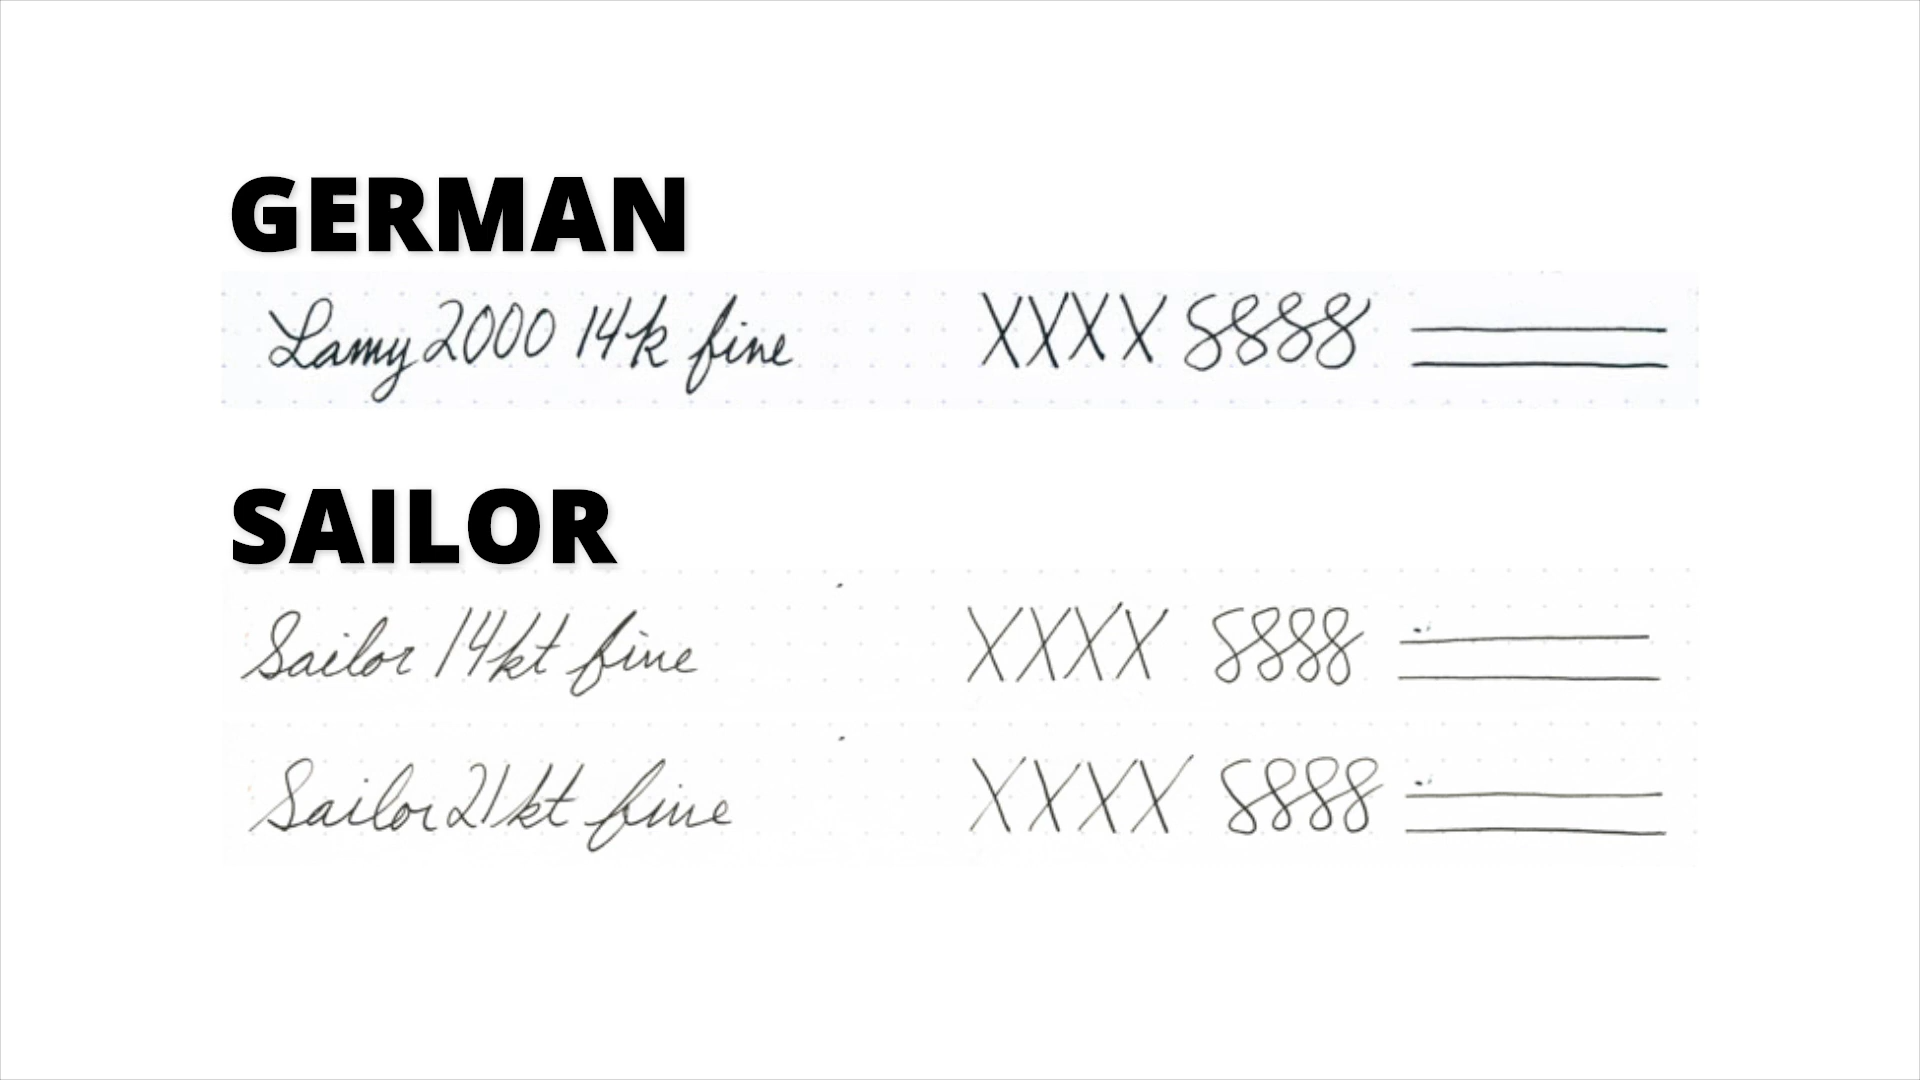 GERMAN
Lamy 2000 14k fine XXXX 8888
SAILOR
Sailor 14kt fine XXXX 8888
Sailor 21kt fine XXXX 8888